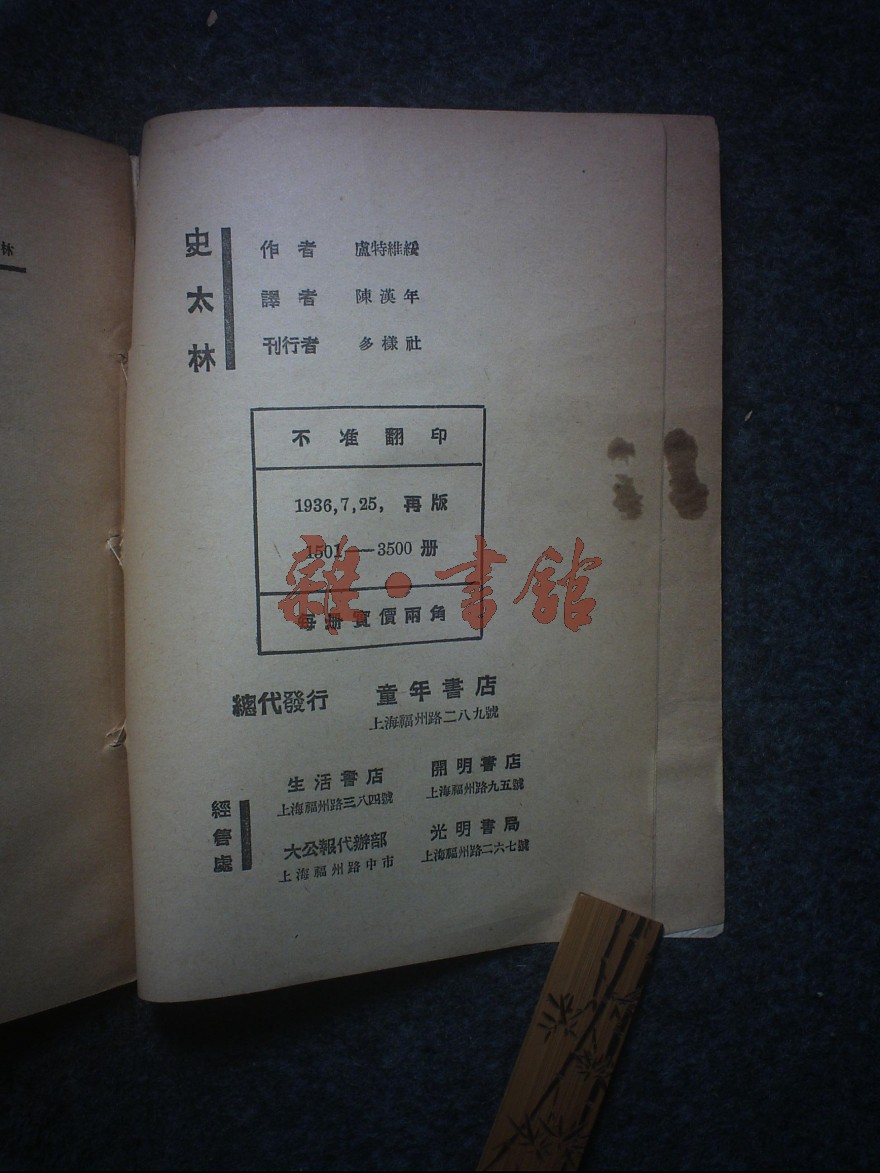 林
史太林
作者 盧特維綏
譯者 陳漢年
刊行者 多樣社
不准翻印
1936,7,25, 再版
1501——3500 册
每册實價兩角
雜·書館
總代發行 童年書店
上海福州路二八九號
經售處
生活書店
上海福州路三八四號
開明書店
上海福州路九五號
大公報代辦部
上海福州路中市
光明書局
上海福州路二六七號